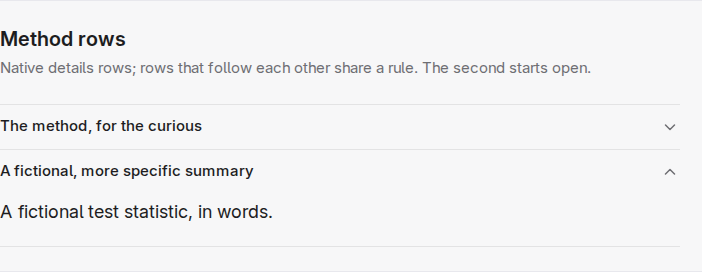 Method rows
Native details rows; rows that follow each other share a rule. The second starts open.
The method, for the curious
A fictional, more specific summary
A fictional test statistic, in words.